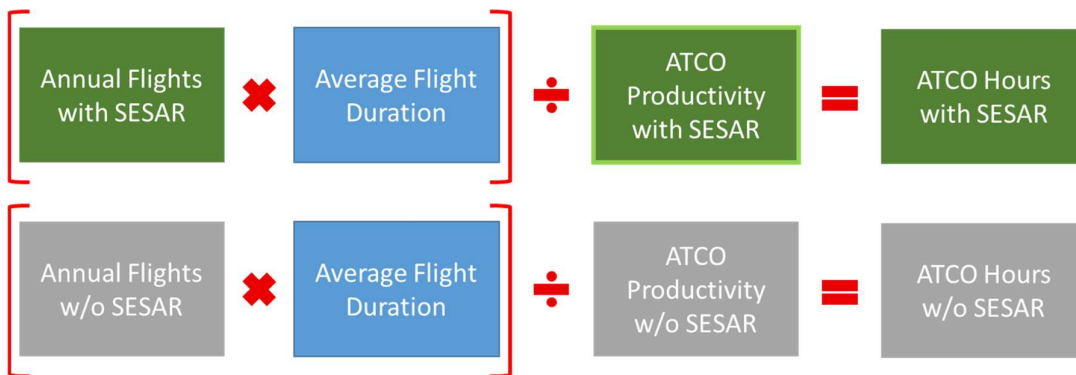 Annual Flights
with SESAR
✖
Average Flight
Duration
÷
ATCO
Productivity
with SESAR
=
ATCO Hours
with SESAR
Annual Flights
w/o SESAR
✖
Average Flight
Duration
÷
ATCO
Productivity
w/o SESAR
=
ATCO Hours
w/o SESAR